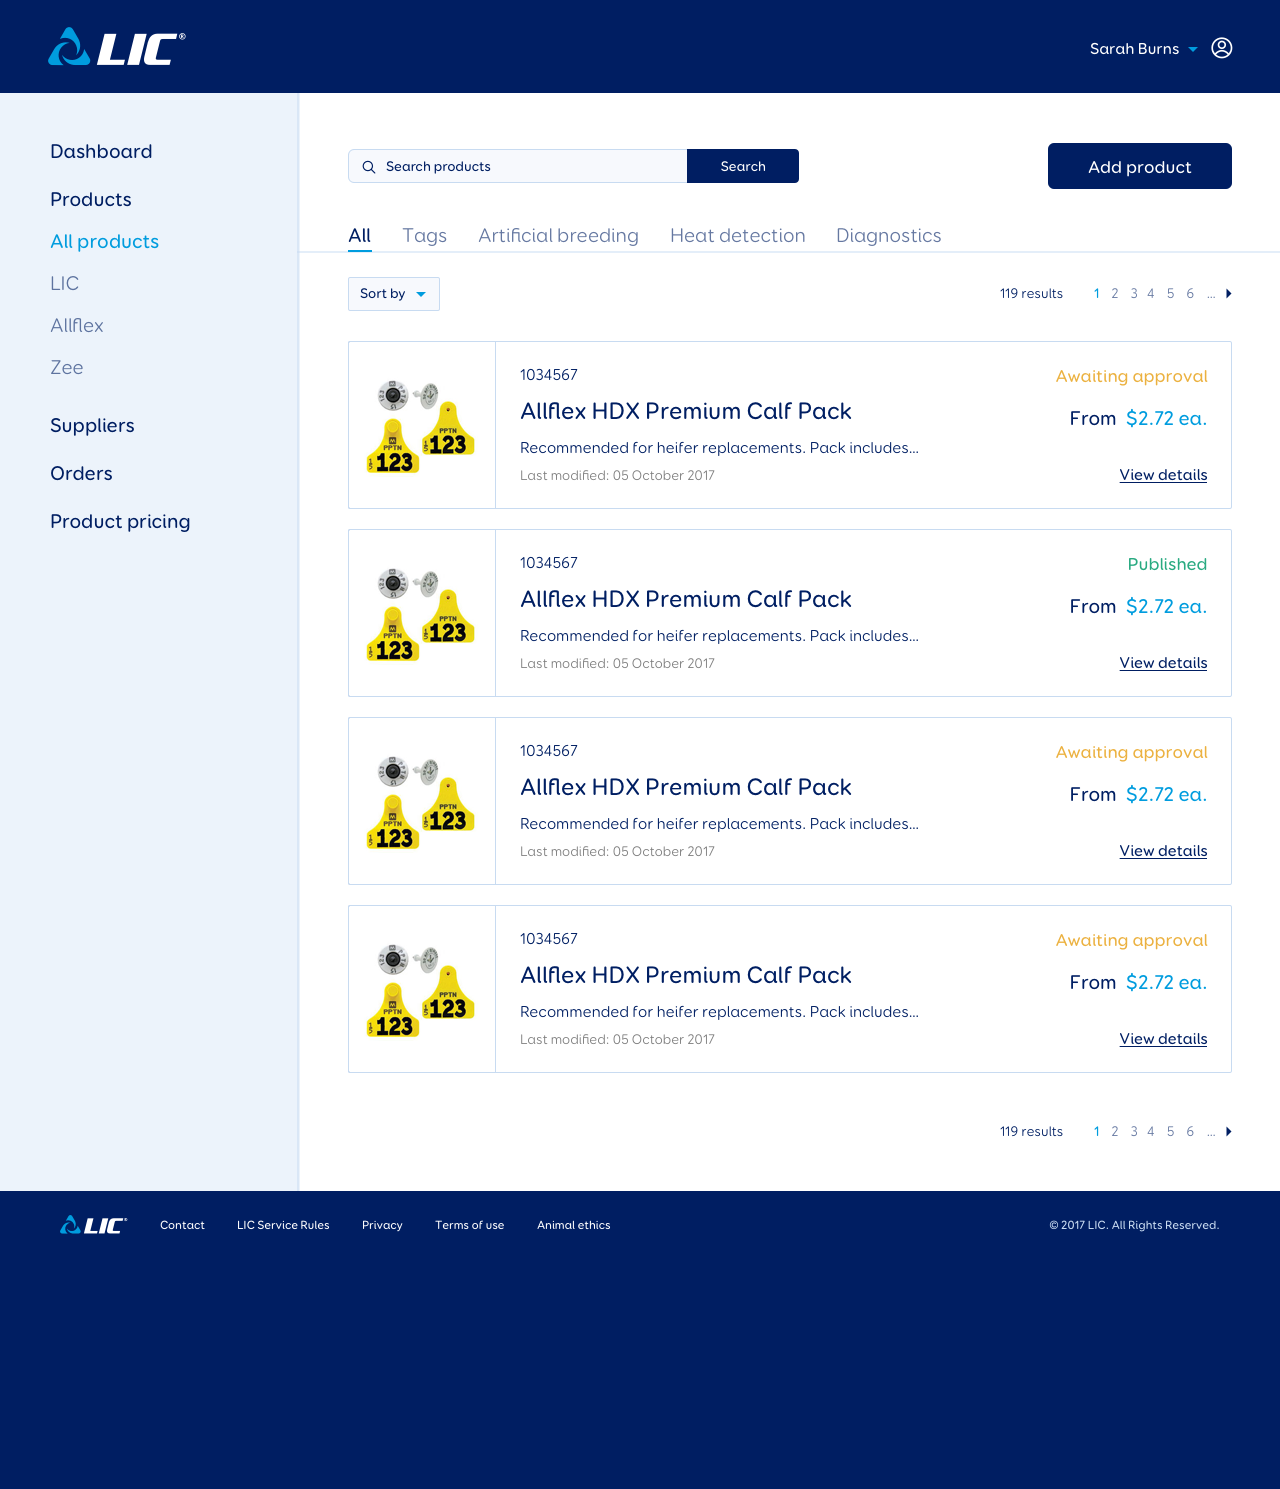 LIC®
Sarah Burns
Dashboard
Products
All products
LIC
Allflex
Zee
Suppliers
Orders
Product pricing
Search products
Search
Add product
All Tags Artificial breeding Heat detection Diagnostics
Sort by
119 results 1 2 3 4 5 6 ...
PPTN
123
PPTN
123
1034567
Allflex HDX Premium Calf Pack
Recommended for heifer replacements. Pack includes...
Last modified: 05 October 2017
Awaiting approval
From $2.72 ea.
View details
PPTN
123
PPTN
123
1034567
Allflex HDX Premium Calf Pack
Recommended for heifer replacements. Pack includes...
Last modified: 05 October 2017
Published
From $2.72 ea.
View details
PPTN
123
PPTN
123
1034567
Allflex HDX Premium Calf Pack
Recommended for heifer replacements. Pack includes...
Last modified: 05 October 2017
Awaiting approval
From $2.72 ea.
View details
PPTN
123
PPTN
123
1034567
Allflex HDX Premium Calf Pack
Recommended for heifer replacements. Pack includes...
Last modified: 05 October 2017
Awaiting approval
From $2.72 ea.
View details
119 results 1 2 3 4 5 6 ...
LIC® Contact LIC Service Rules Privacy Terms of use Animal ethics © 2017 LIC. All Rights Reserved.